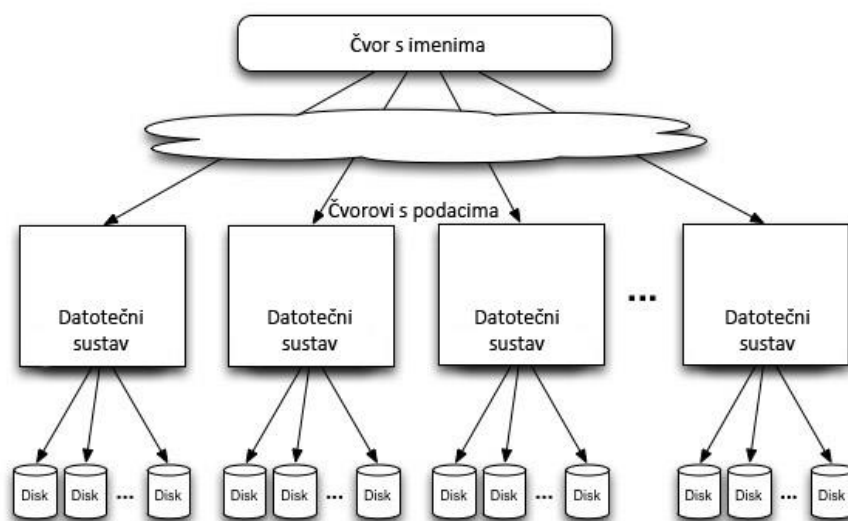 Čvor s imenima
Čvorovi s podacima
Datotečni
sustav
Datotečni
sustav
Datotečni
sustav
...
Datotečni
sustav
Disk Disk ... Disk
Disk Disk ... Disk
Disk Disk ... Disk
Disk Disk ... Disk